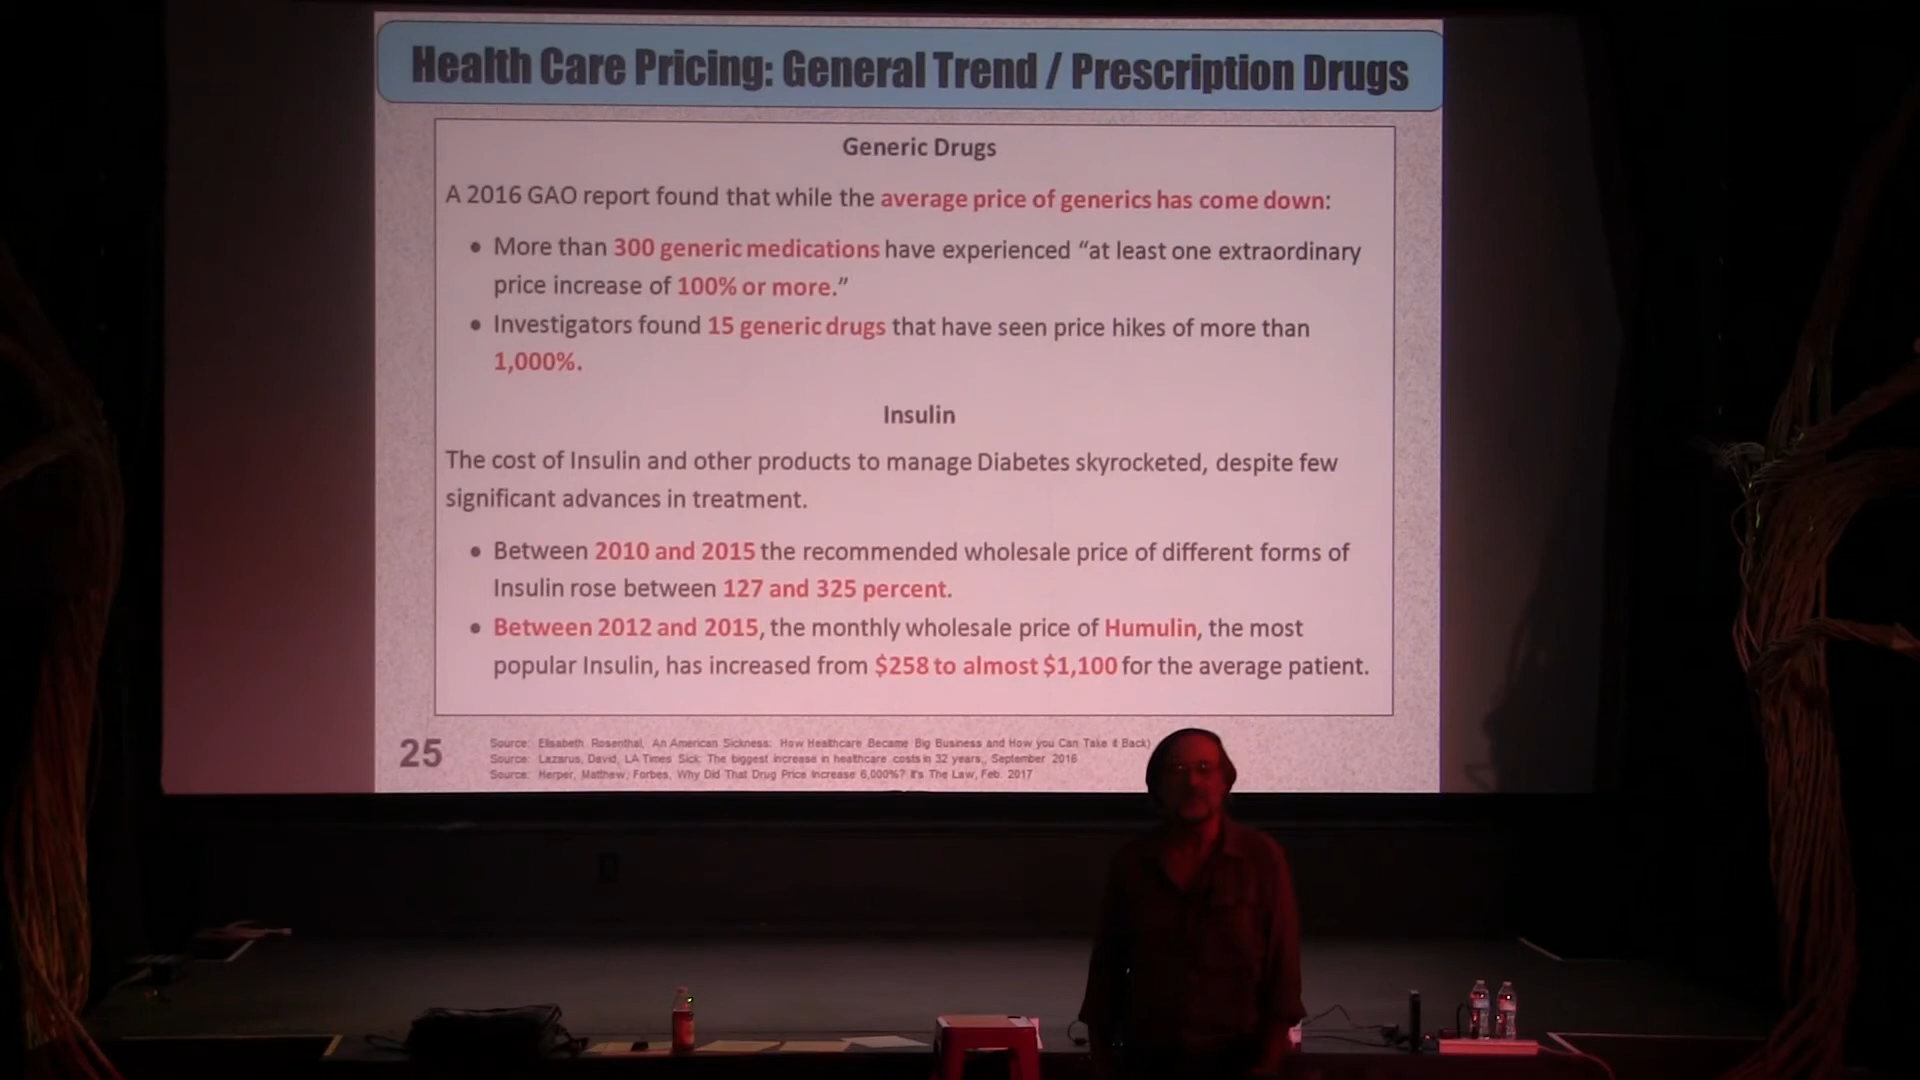 Health Care Pricing: General Trend / Prescription Drugs
Generic Drugs
A 2016 GAO report found that while the average price of generics has come down:
• More than 300 generic medications have experienced “at least one extraordinary
price increase of 100% or more.”
• Investigators found 15 generic drugs that have seen price hikes of more than
1,000%.
Insulin
The cost of Insulin and other products to manage Diabetes skyrocketed, despite few
significant advances in treatment.
• Between 2010 and 2015 the recommended wholesale price of different forms of
Insulin rose between 127 and 325 percent.
• Between 2012 and 2015, the monthly wholesale price of Humulin, the most
popular Insulin, has increased from $258 to almost $1,100 for the average patient.
25
Source: Elisabeth Rosenthal, An American Sickness: How Healthcare Became Big Business and How you Can Take it Back)
Source: Lazarus, David, LA Times Sick: The biggest increase in healthcare costs in 32 years,, September 2016
Source: Herper, Matthew, Forbes, Why Did That Drug Price Increase 6,000%? It's The Law, Feb. 2017